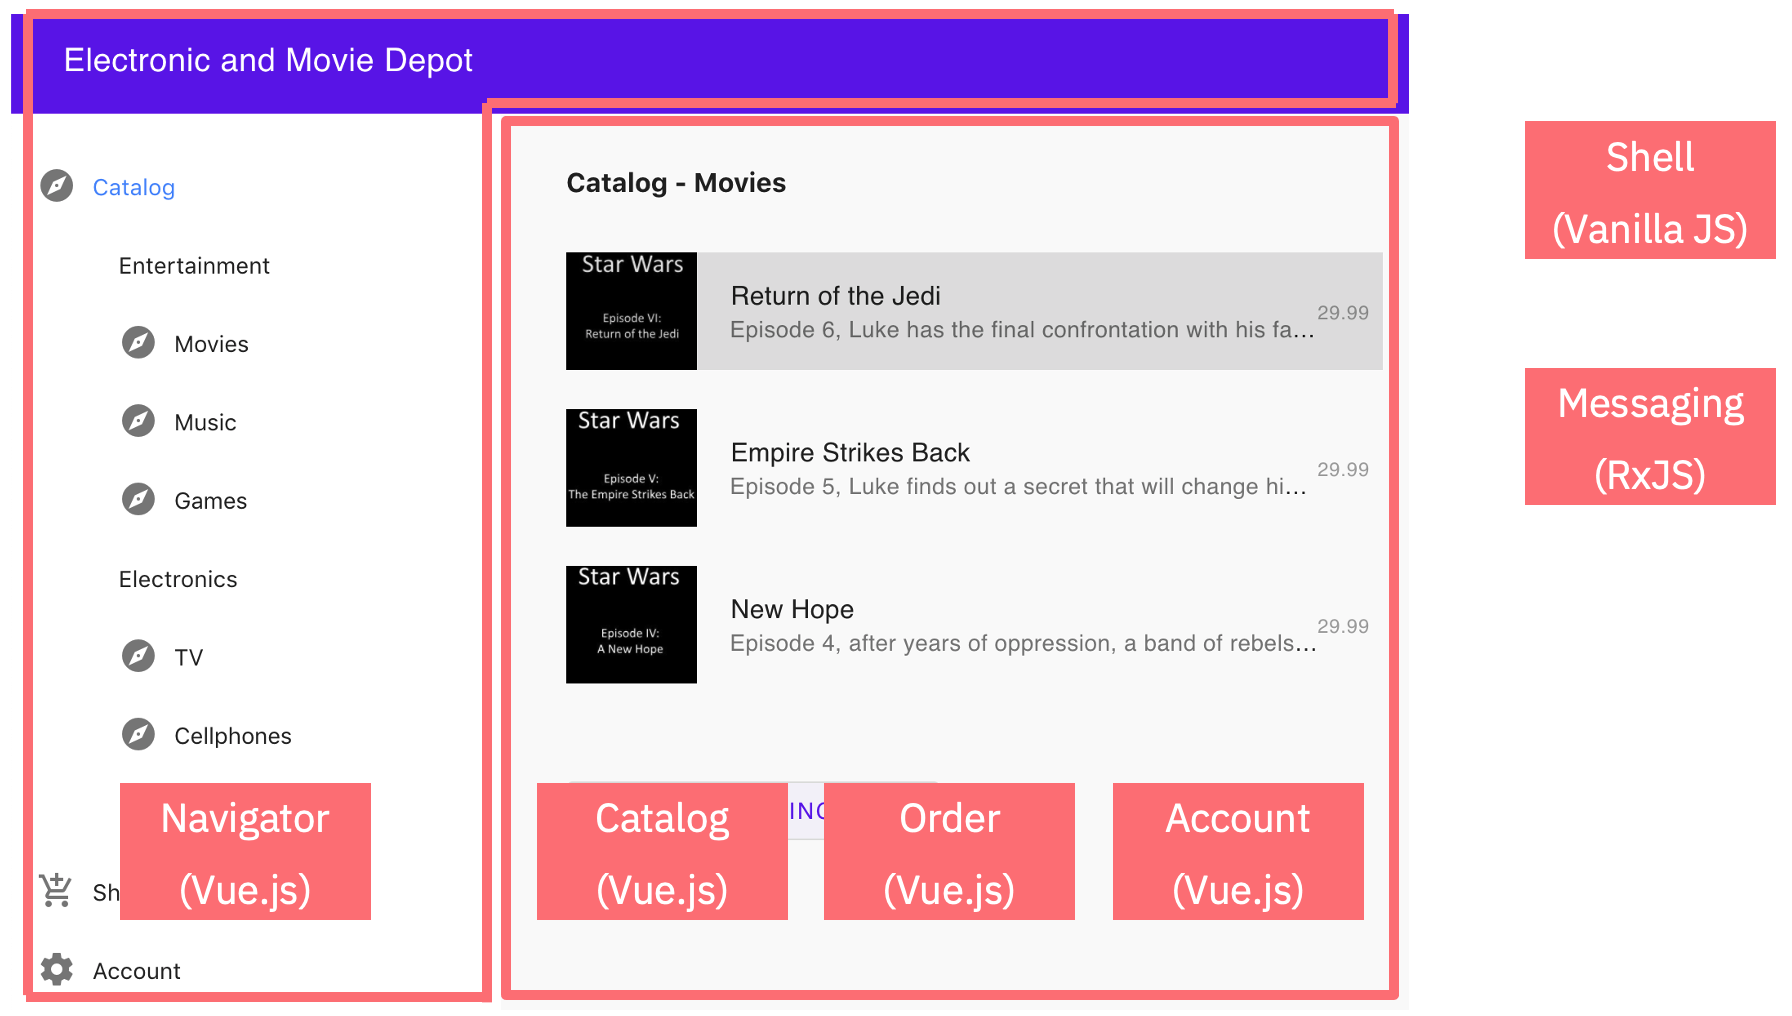 Electronic and Movie Depot
Catalog
Entertainment
Movies
Music
Games
Electronics
TV
Cellphones
Navigator
(Vue.js)
Account
Catalog - Movies
Star Wars
Episode VI:
Return of the Jedi
Return of the Jedi
Episode 6, Luke has the final confrontation with his fa...
29.99
Star Wars
Episode V:
The Empire Strikes Back
Empire Strikes Back
Episode 5, Luke finds out a secret that will change hi...
29.99
Star Wars
Episode IV:
A New Hope
New Hope
Episode 4, after years of oppression, a band of rebels...
29.99
Catalog
(Vue.js)
Order
(Vue.js)
Account
(Vue.js)
Shell
(Vanilla JS)
Messaging
(RxJS)